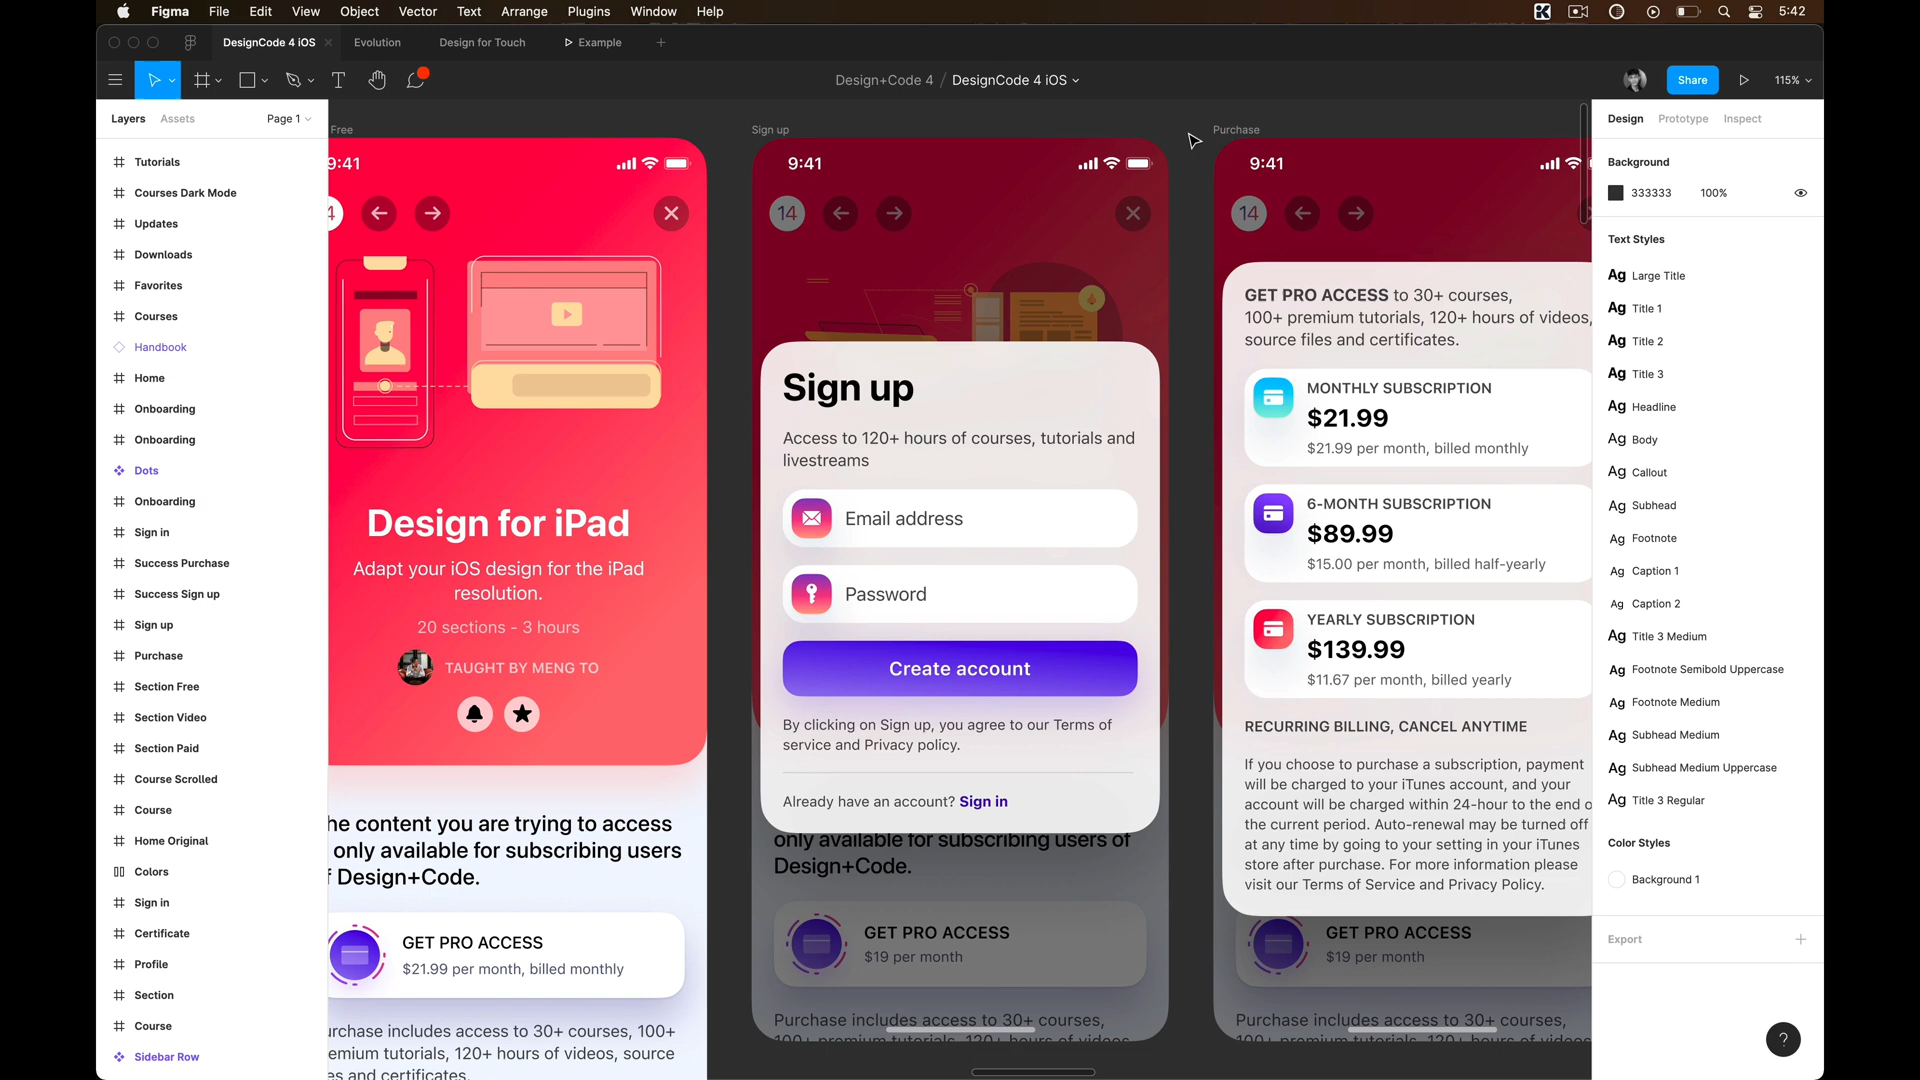 Figma File Edit View Object Vector Text Arrange Plugins Window Help 5:42
DesignCode 4 iOS Evolution Design for Touch Example
Design+Code 4 / DesignCode 4 iOS Share 115%
Layers Assets Page 1
Tutorials
Courses Dark Mode
Updates
Downloads
Favorites
Courses
Handbook
Home
Onboarding
Onboarding
Dots
Onboarding
Sign in
Success Purchase
Success Sign up
Sign up
Purchase
Section Free
Section Video
Section Paid
Course Scrolled
Course
Home Original
Colors
Sign in
Certificate
Profile
Section
Course
Sidebar Row
Free
9:41
4
Design for iPad
Adapt your iOS design for the iPad
resolution.
20 sections - 3 hours
TAUGHT BY MENG TO
he content you are trying to access
only available for subscribing users
f Design+Code.
GET PRO ACCESS
$21.99 per month, billed monthly
urchase includes access to 30+ courses, 100+
emium tutorials, 120+ hours of videos, source
es and certificates.
Sign up
9:41
14
Sign up
Access to 120+ hours of courses, tutorials and
livestreams
Email address
Password
Create account
By clicking on Sign up, you agree to our Terms of
service and Privacy policy.
Already have an account? Sign in
only available for subscribing users of
Design+Code.
GET PRO ACCESS
$19 per month
Purchase includes access to 30+ courses,
100+ premium tutorials, 120+ hours of videos,
Purchase
9:41
14
GET PRO ACCESS to 30+ courses,
100+ premium tutorials, 120+ hours of videos,
source files and certificates.
MONTHLY SUBSCRIPTION
$21.99
$21.99 per month, billed monthly
6-MONTH SUBSCRIPTION
$89.99
$15.00 per month, billed half-yearly
YEARLY SUBSCRIPTION
$139.99
$11.67 per month, billed yearly
RECURRING BILLING, CANCEL ANYTIME
If you choose to purchase a subscription, payment
will be charged to your iTunes account, and your
account will be charged within 24-hour to the end o
the current period. Auto-renewal may be turned off
at any time by going to your setting in your iTunes
store after purchase. For more information please
visit our Terms of Service and Privacy Policy.
GET PRO ACCESS
$19 per month
Purchase includes access to 30+ courses,
100+ premium tutorials, 120+ hours of videos,
Design Prototype Inspect
Background
333333 100%
Text Styles
Ag Large Title
Ag Title 1
Ag Title 2
Ag Title 3
Ag Headline
Ag Body
Ag Callout
Ag Subhead
Ag Footnote
Ag Caption 1
Ag Caption 2
Ag Title 3 Medium
Ag Footnote Semibold Uppercase
Ag Footnote Medium
Ag Subhead Medium
Ag Subhead Medium Uppercase
Ag Title 3 Regular
Color Styles
Background 1
Export
?